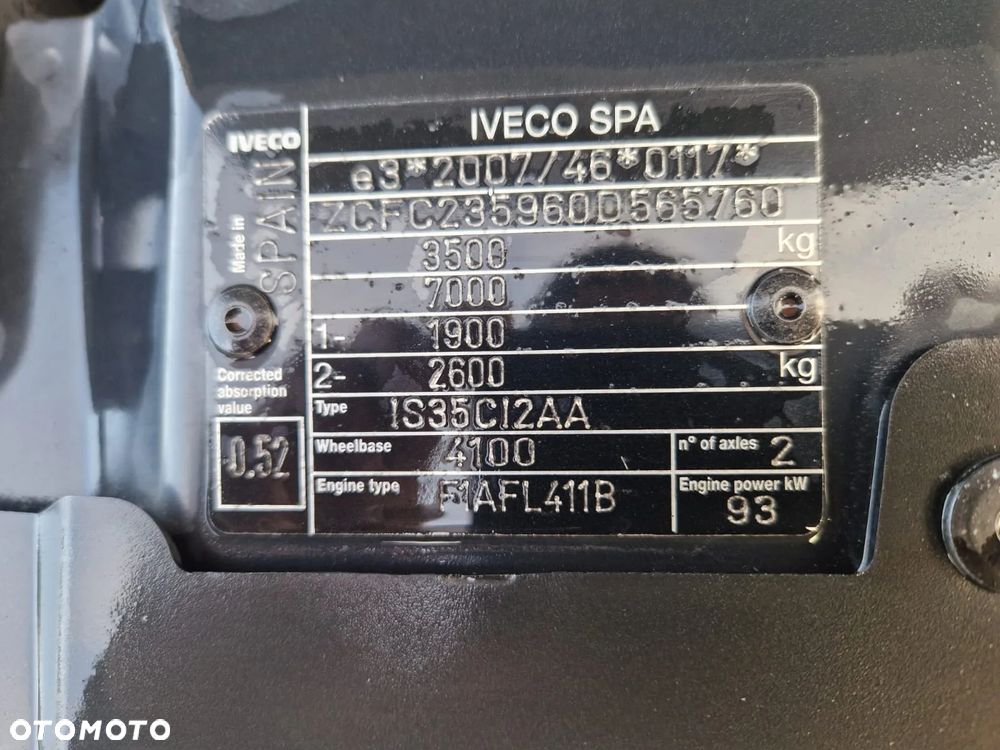 IVECO
IVECO SPA
Made in
SPAIN
e3*2007/46*0117*
ZCFC235960D565760
3500 kg
7000
1- 1900
2- 2600 kg
Corrected
absorption
value
0.52
Type IS35CI2AA
Wheelbase 4100
n° of axles 2
Engine type F1AFL411B
Engine power kW
93
OTOMOTO